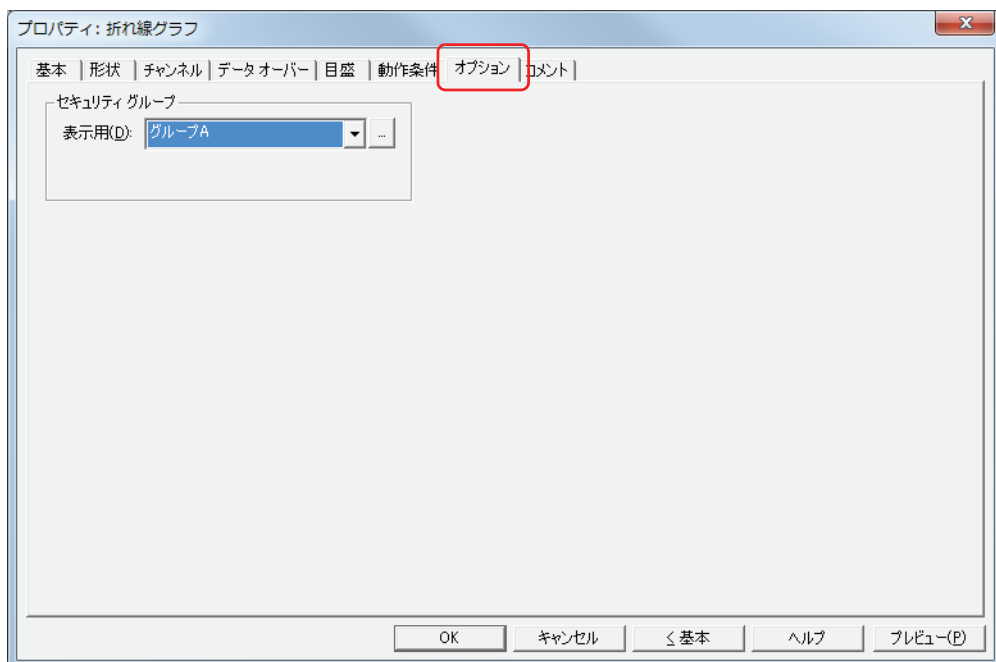 プロパティ: 折れ線グラフ
基本 形状 チャンネル データ オーバー 目盛 動作条件 オプション コメント
セキュリティ グループ
表示用(D): グループA ...
OK キャンセル < 基本 ヘルプ プレビュー(P)